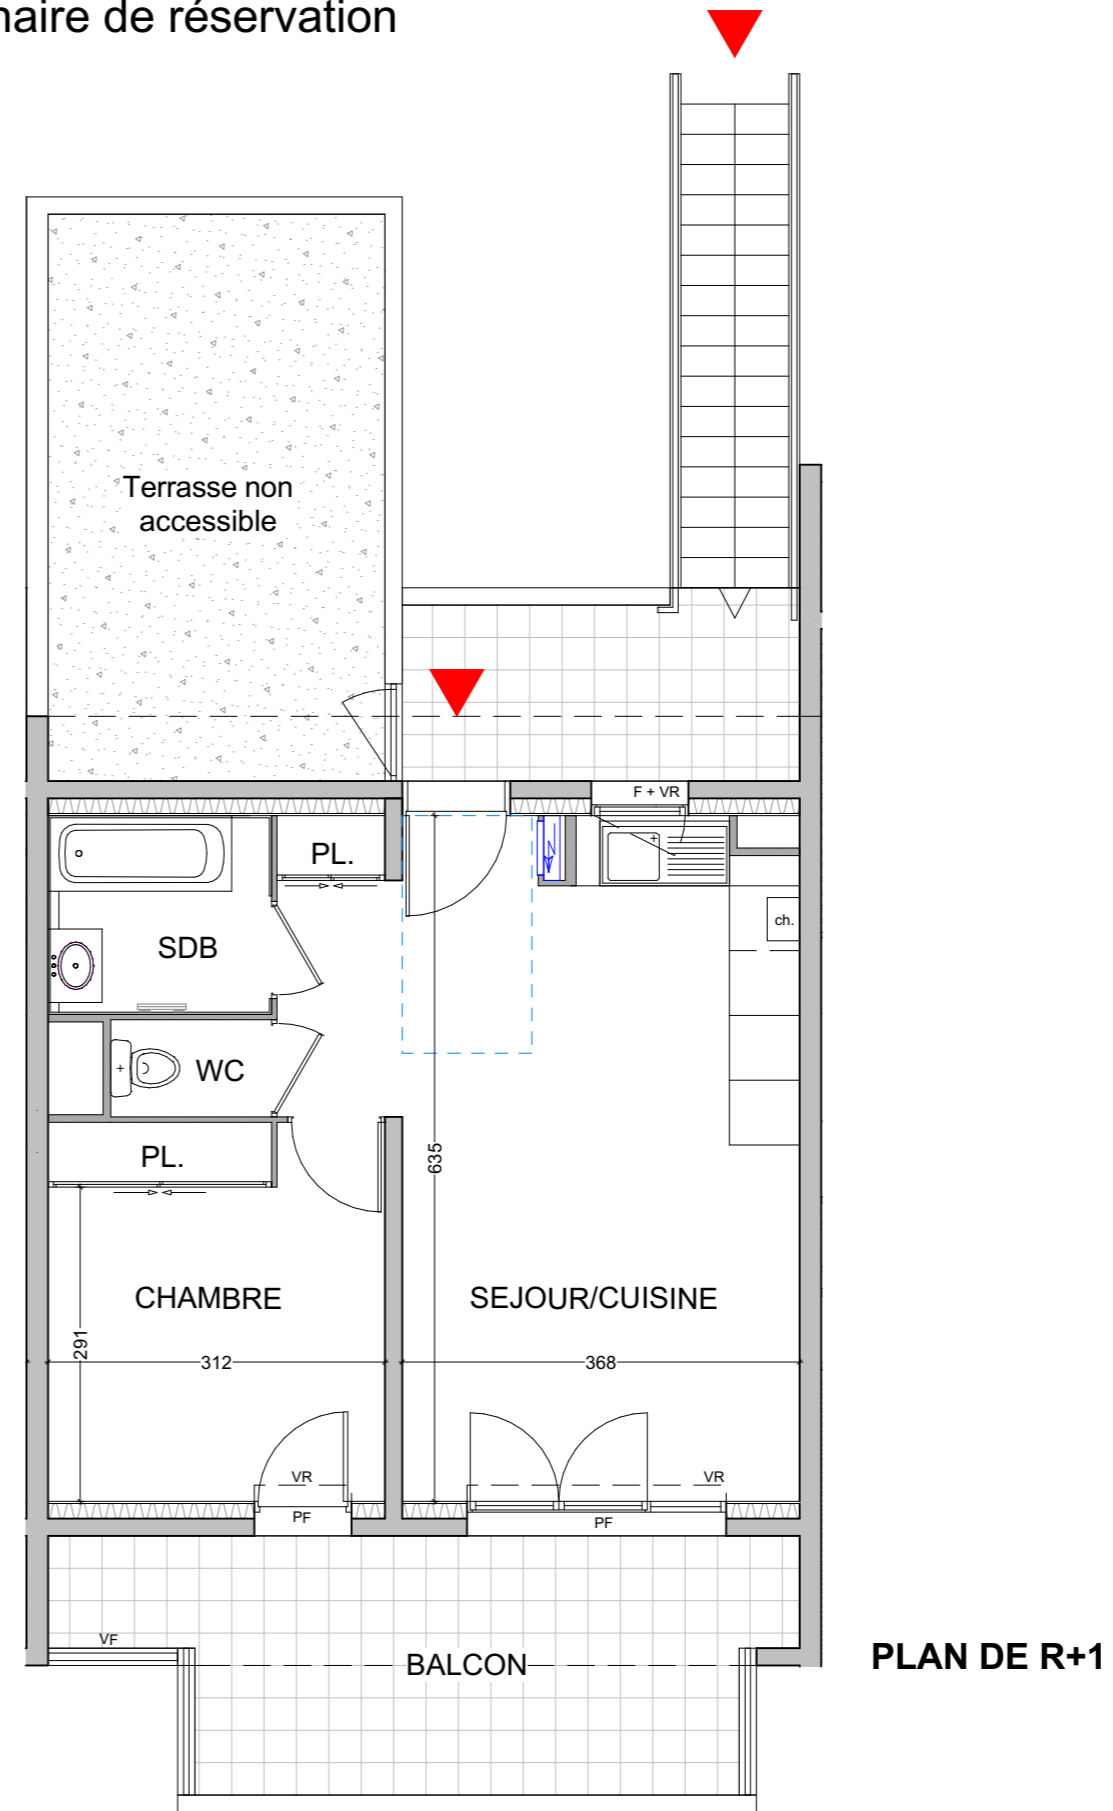 naire de réservation
Terrasse non
accessible
F + VR
PL.
ch.
SDB
WC
PL.
635
CHAMBRE
SEJOUR/CUISINE
291
312
368
VR
VR
PF
PF
VF
BALCON
PLAN DE R+1